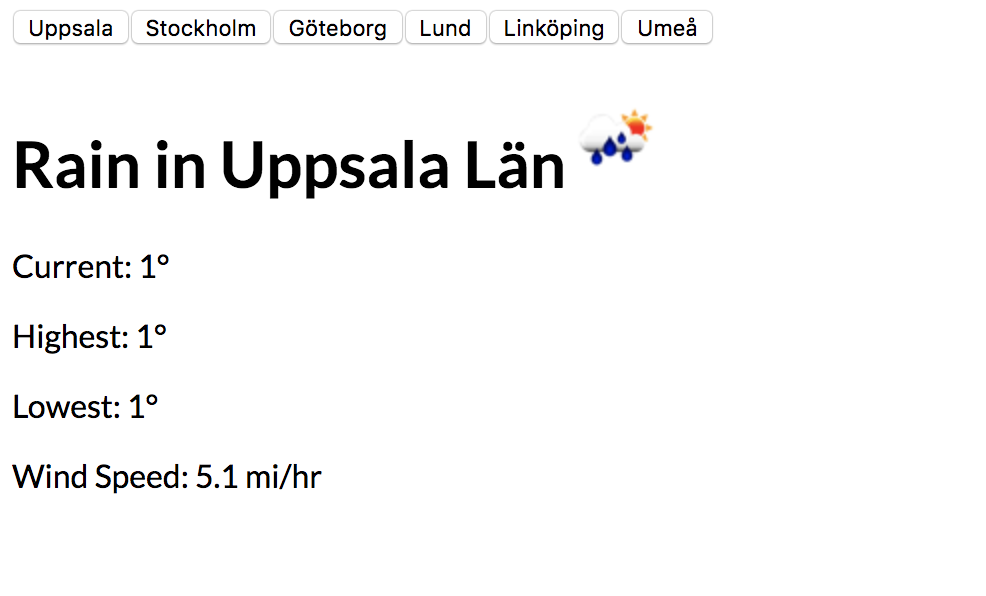 Uppsala Stockholm Göteborg Lund Linköping Umeå
Rain in Uppsala Län
Current: 1°
Highest: 1°
Lowest: 1°
Wind Speed: 5.1 mi/hr